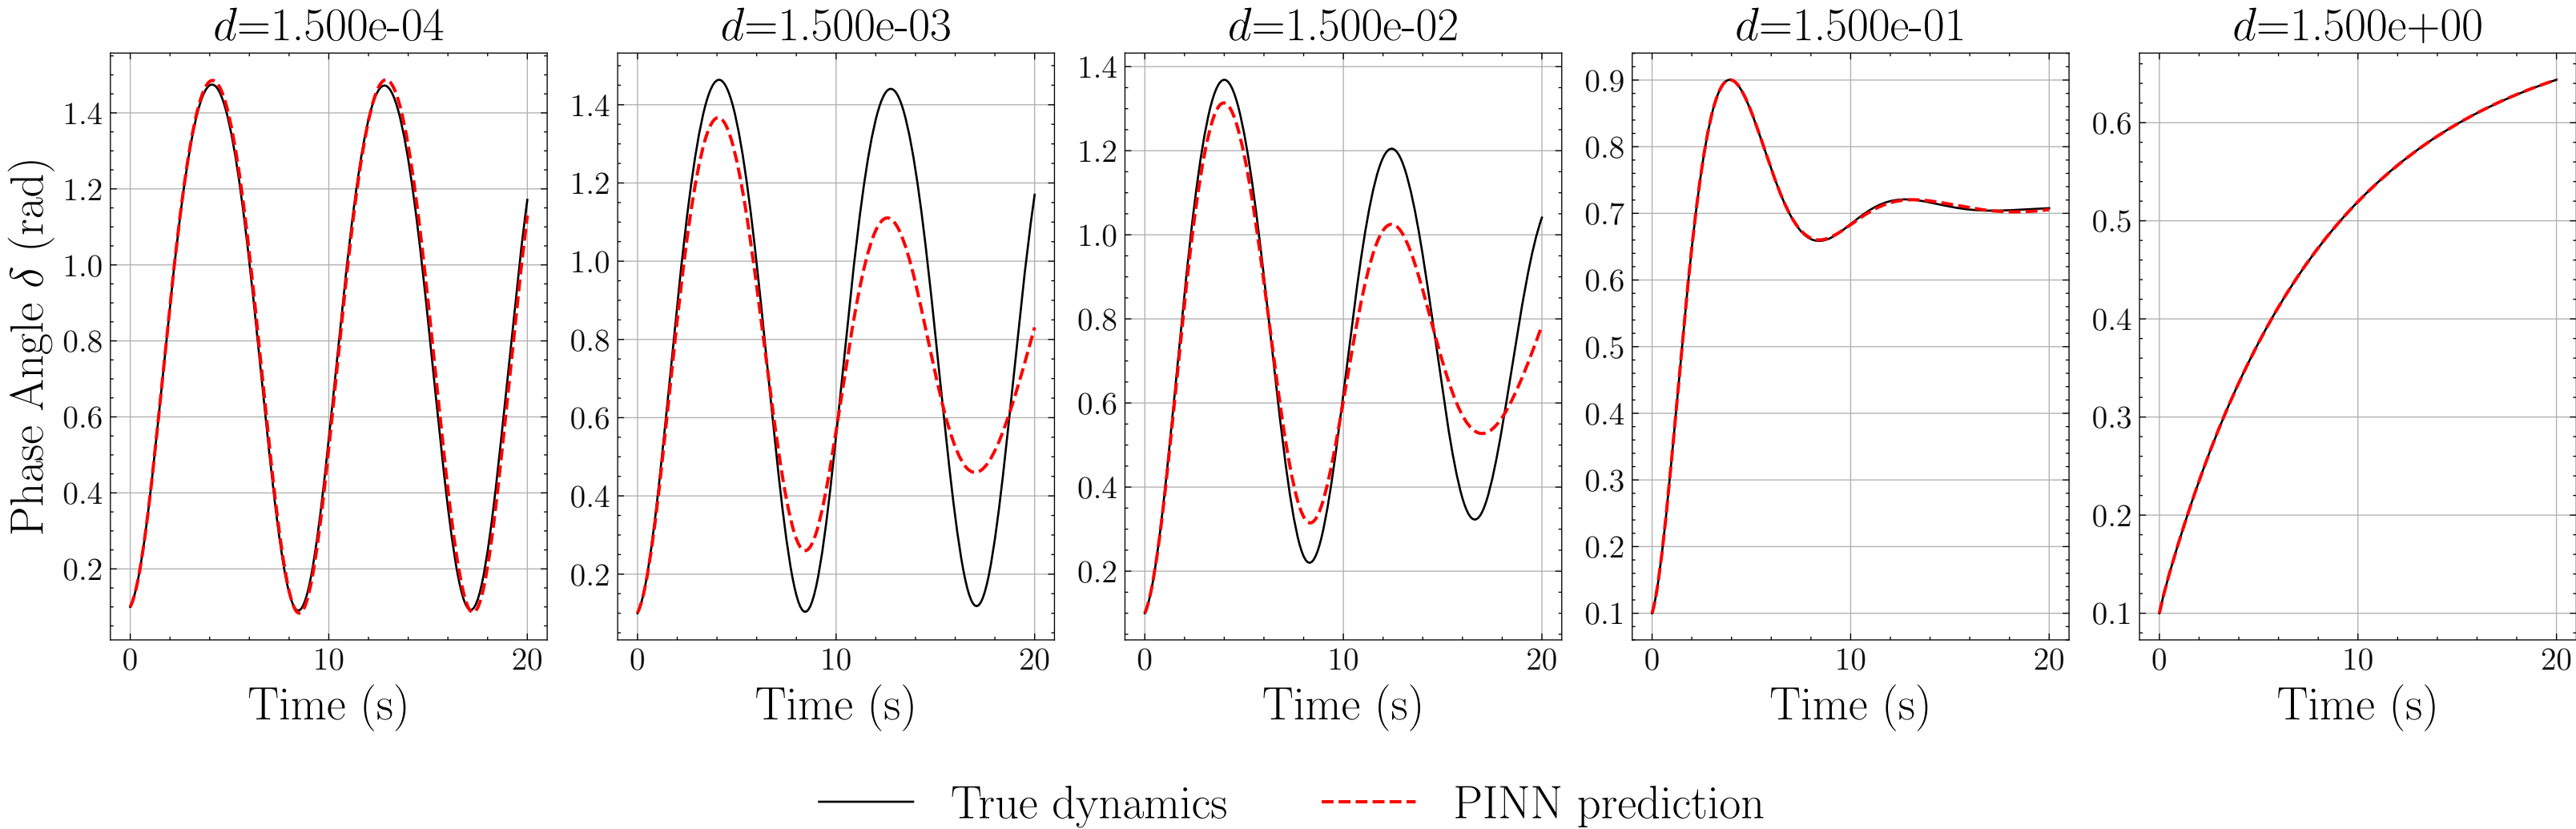 d=1.500e-04
d=1.500e-03
d=1.500e-02
d=1.500e-01
d=1.500e+00
Phase Angle δ (rad)
1.4
1.2
1.0
0.8
0.6
0.4
0.2
0 10 20
Time (s)
1.4
1.2
1.0
0.8
0.6
0.4
0.2
0 10 20
Time (s)
1.4
1.2
1.0
0.8
0.6
0.4
0.2
0 10 20
Time (s)
0.9
0.8
0.7
0.6
0.5
0.4
0.3
0.2
0.1
0 10 20
Time (s)
0.6
0.5
0.4
0.3
0.2
0.1
0 10 20
Time (s)
True dynamics
PINN prediction